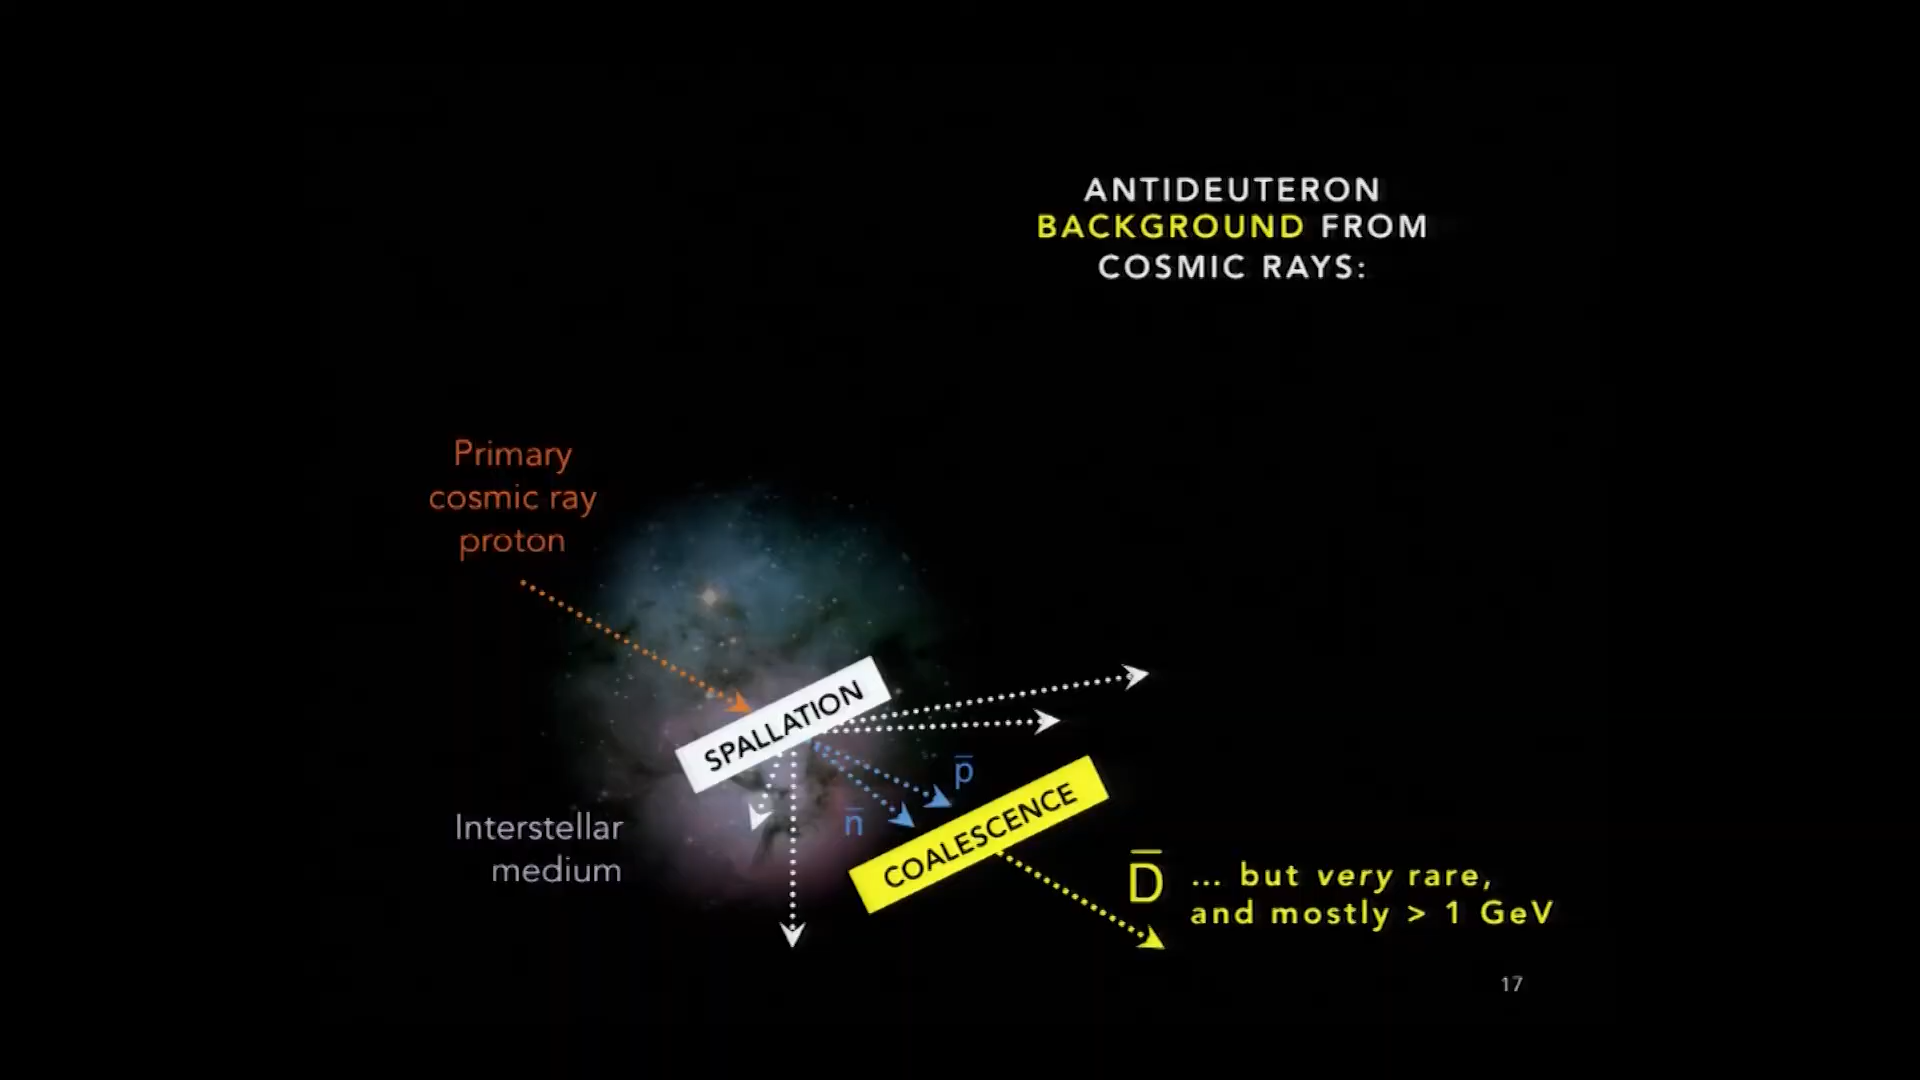 ANTIDEUTERON
BACKGROUND FROM
COSMIC RAYS:
Primary
cosmic ray
proton
SPALLATION
p̅
n̅
COALESCENCE
Interstellar
medium
D̅
... but very rare,
and mostly > 1 GeV
17